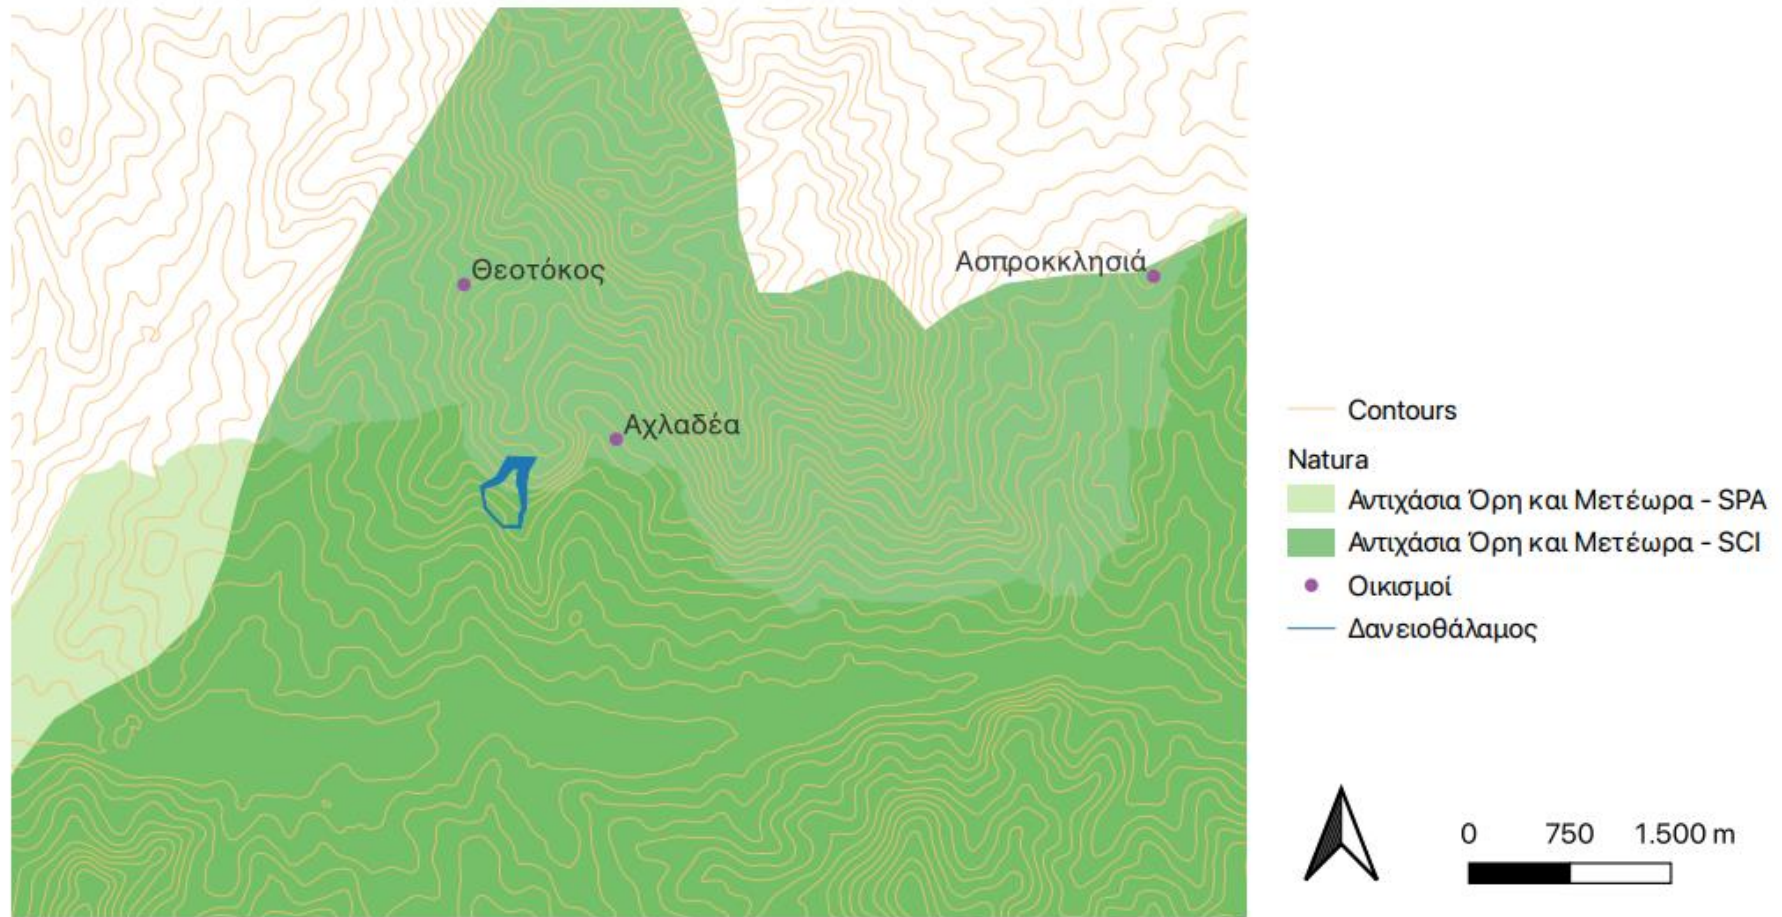 Θεοτόκος
Ασπροκκλησιά
Αχλαδέα
Contours
Natura
Αντιχάσια Όρη και Μετέωρα - SPA
Αντιχάσια Όρη και Μετέωρα - SCI
Οικισμοί
Δανειοθάλαμος
0 750 1.500 m